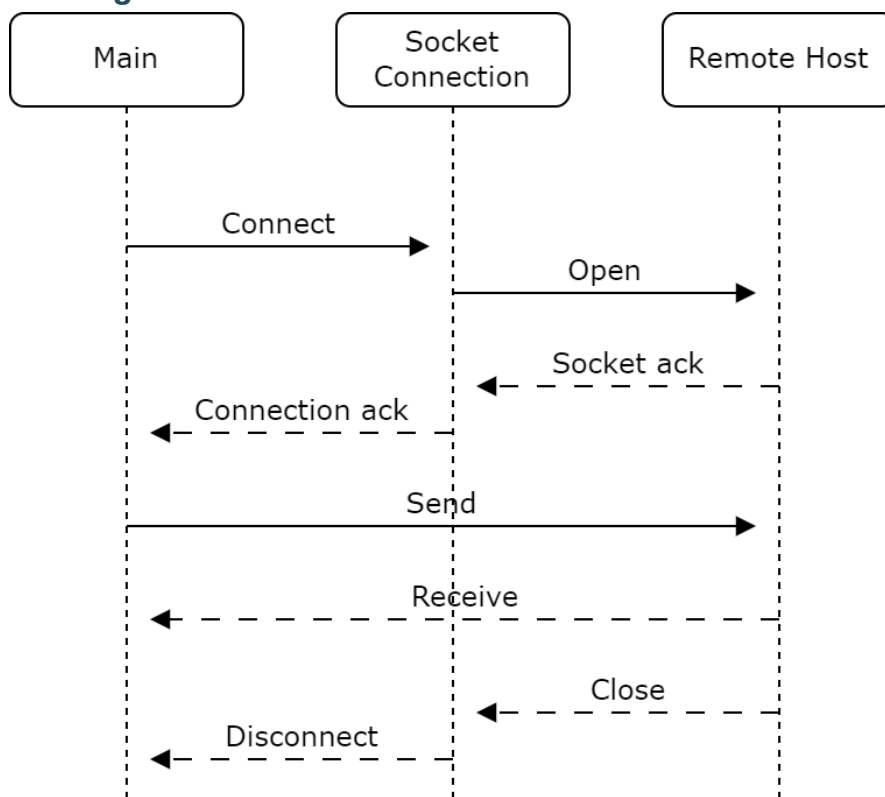 Main
Socket
Connection
Remote Host
Connect
Open
Socket ack
Connection ack
Send
Receive
Close
Disconnect